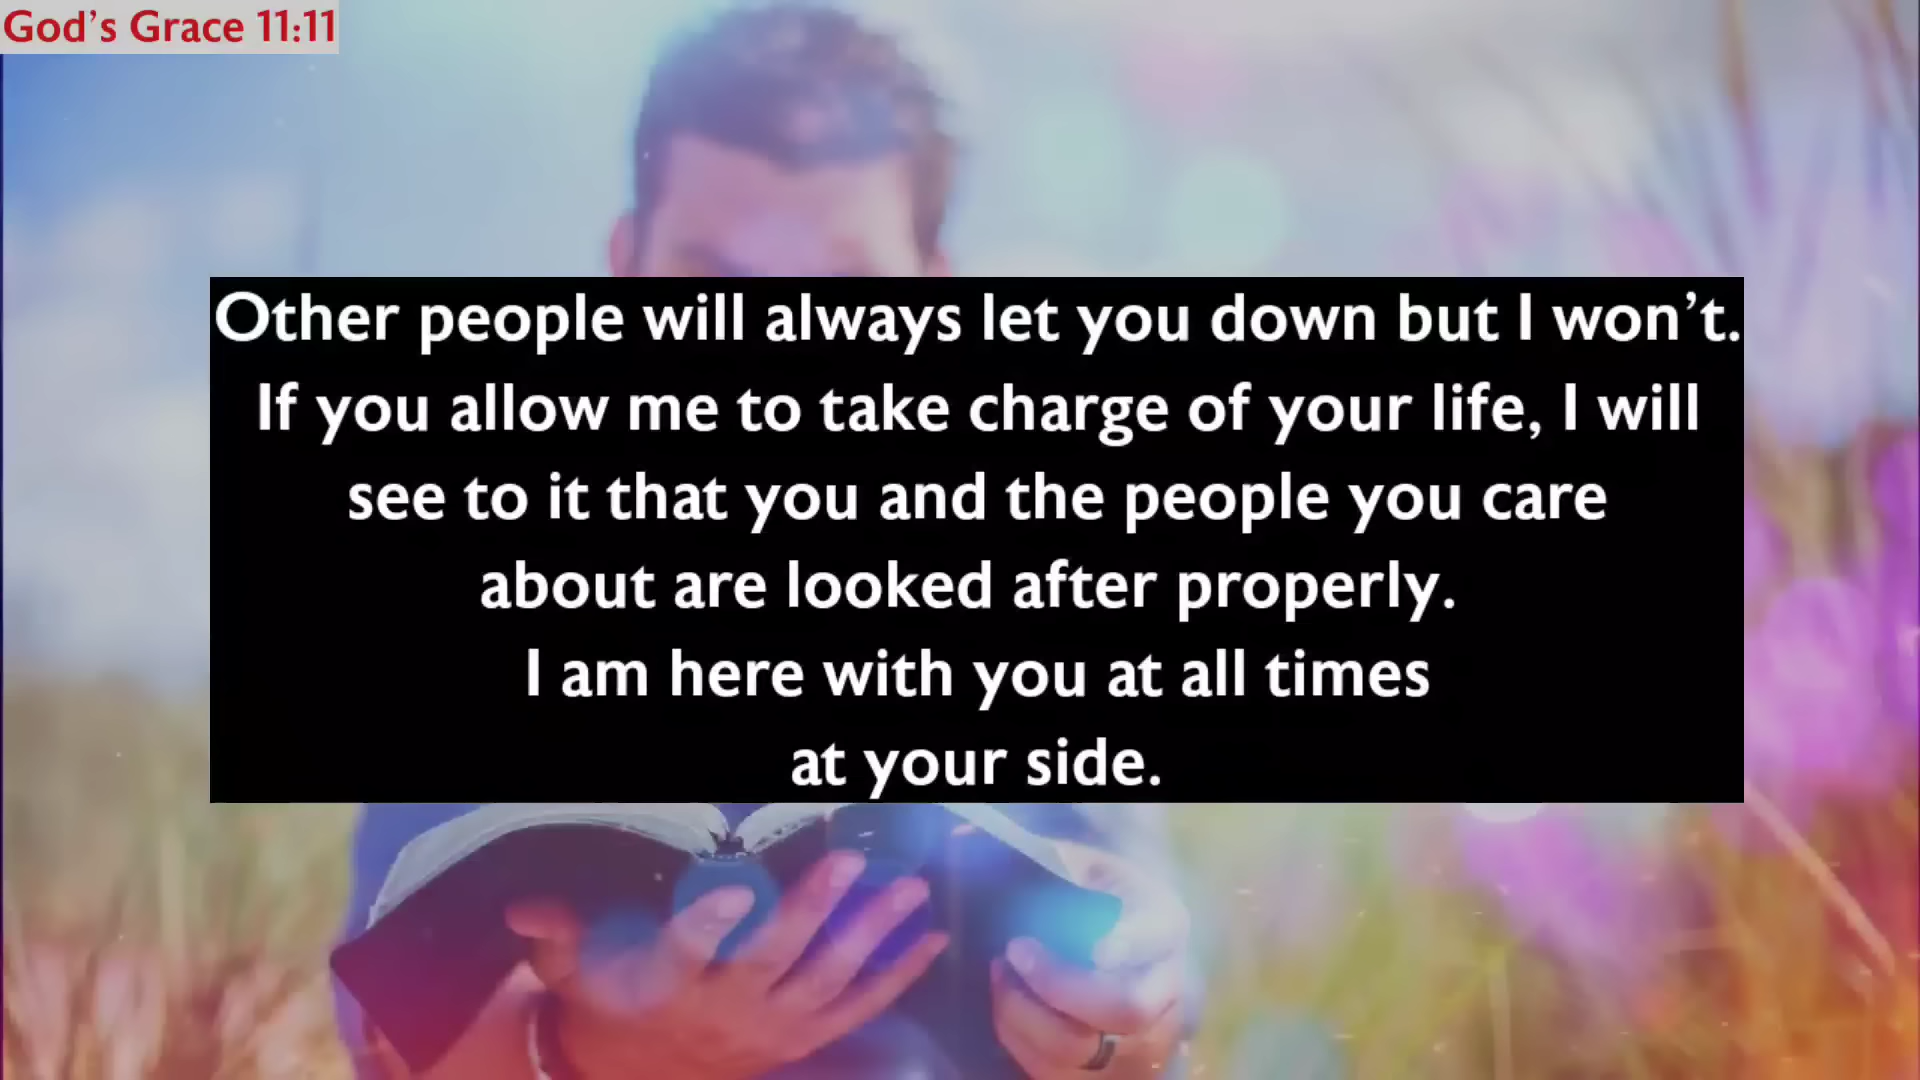 God's Grace 11:11
Other people will always let you down but I won't.
If you allow me to take charge of your life, I will
see to it that you and the people you care
about are looked after properly.
I am here with you at all times
at your side.